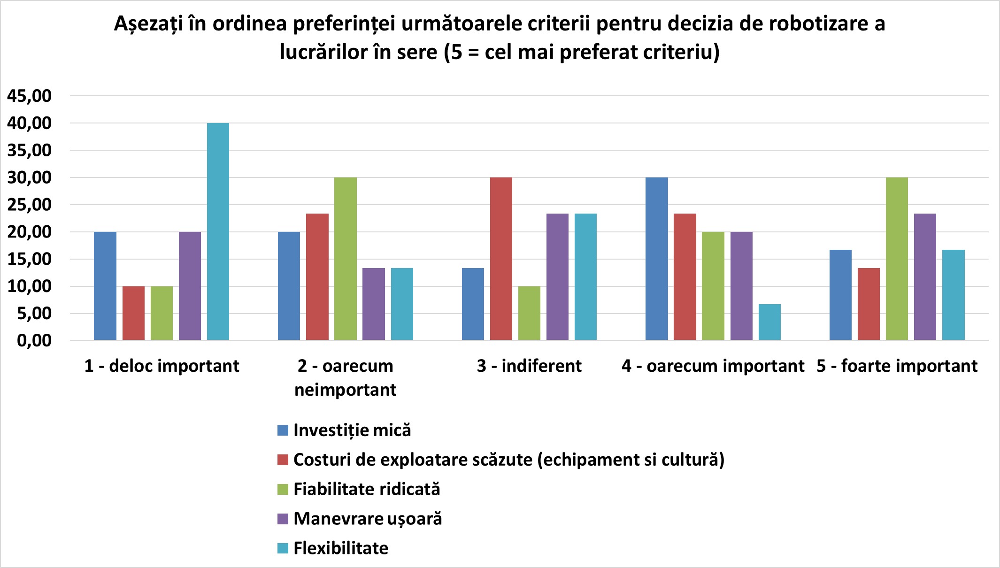 Așezați în ordinea preferinței următoarele criterii pentru decizia de robotizare a
lucrărilor în sere (5 = cel mai preferat criteriu)
45,00
40,00
35,00
30,00
25,00
20,00
15,00
10,00
5,00
0,00
1 - deloc important
2 - oarecum
neimportant
3 - indiferent
4 - oarecum important
5 - foarte important
Investiție mică
Costuri de exploatare scăzute (echipament si cultură)
Fiabilitate ridicată
Manevrare ușoară
Flexibilitate